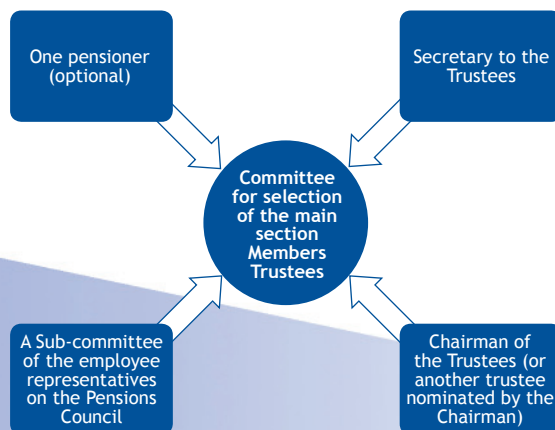 One pensioner
(optional)
Secretary to the
Trustees
Committee
for selection
of the main
section
Members
Trustees
A Sub-committee
of the employee
representatives
on the Pensions
Council
Chairman of
the Trustees (or
another trustee
nominated by the
Chairman)